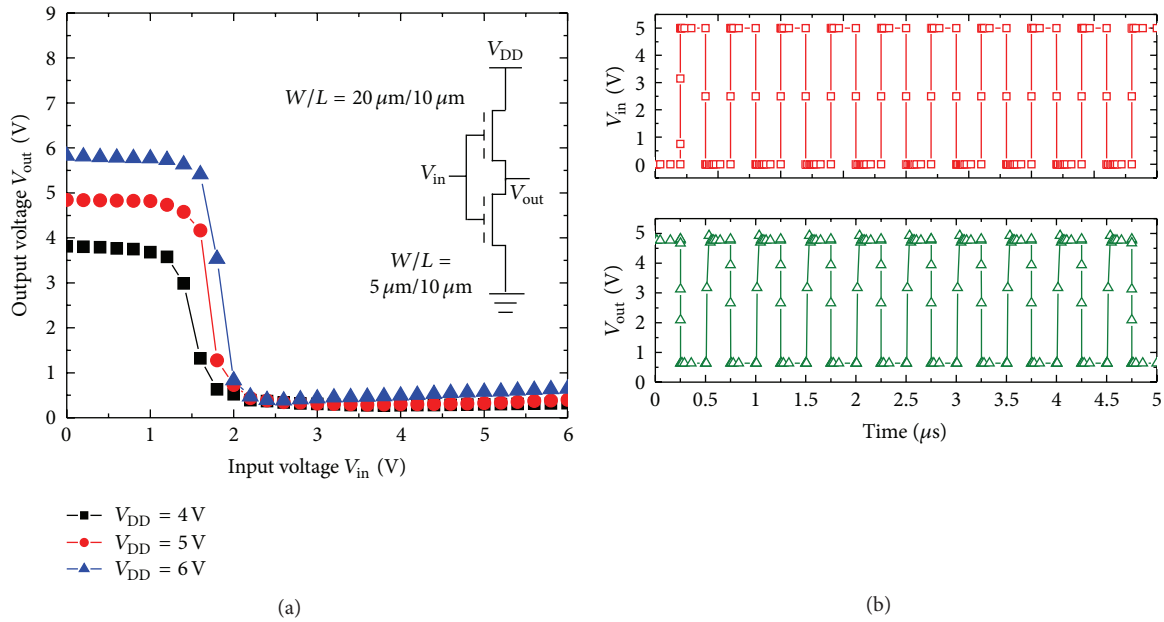 Output voltage V_out (V)
7
6
5
4
3
2
1
0
V_DD
W/L = 20 μm/10 μm
V_in
V_out
W/L =
5 μm/10 μm
0 1 2 3 4 5 6
Input voltage V_in (V)
V_DD = 4 V
V_DD = 5 V
V_DD = 6 V
(a)
V_in (V)
5
4
3
2
1
0
V_out (V)
5
4
3
2
1
0
0 0.5 1 1.5 2 2.5 3 3.5 4 4.5 5
Time (μs)
(b)